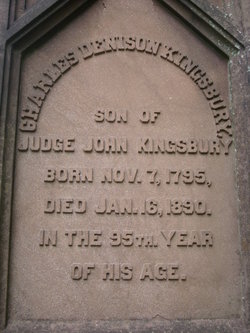 CHARLES DENISON KINGSBURY,
SON OF
JUDGE JOHN KINGSBURY
BORN NOV. 7, 1795,
DIED JAN. 16, 1890.
IN THE 95TH. YEAR
OF HIS AGE.